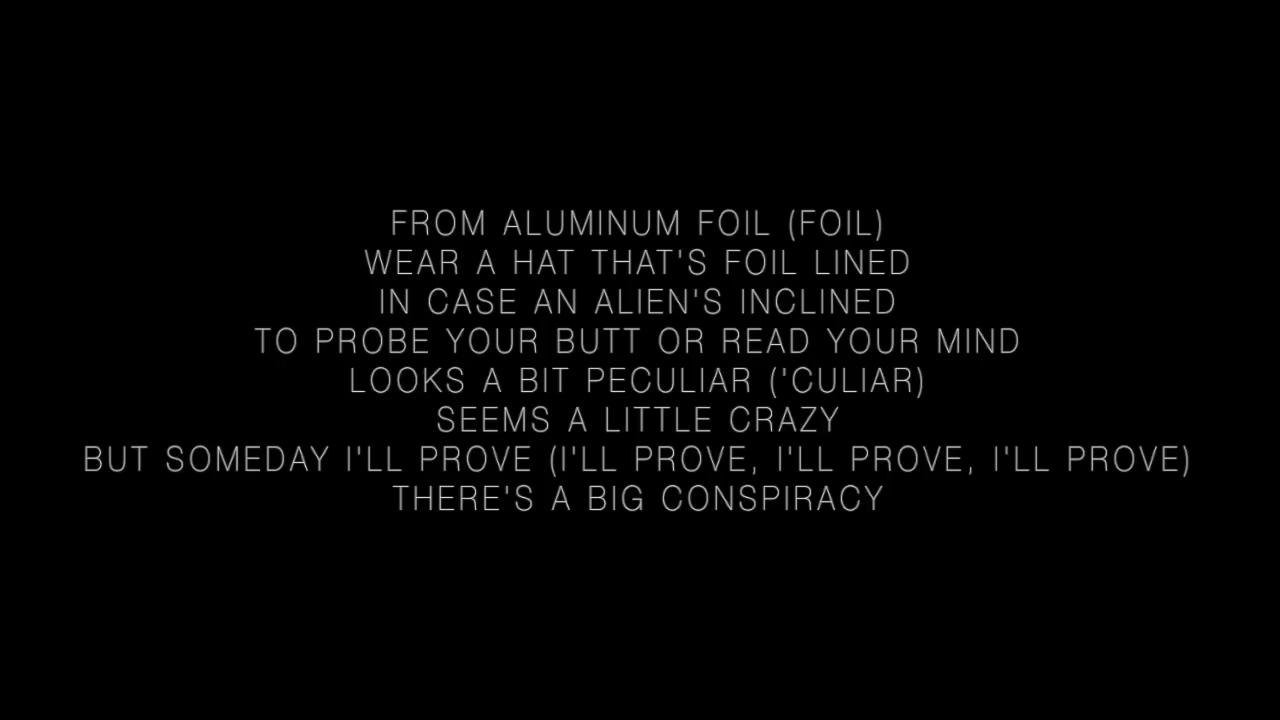 FROM ALUMINUM FOIL (FOIL)
WEAR A HAT THAT'S FOIL LINED
IN CASE AN ALIEN'S INCLINED
TO PROBE YOUR BUTT OR READ YOUR MIND
LOOKS A BIT PECULIAR ('CULIAR)
SEEMS A LITTLE CRAZY
BUT SOMEDAY I'LL PROVE (I'LL PROVE, I'LL PROVE, I'LL PROVE)
THERE'S A BIG CONSPIRACY